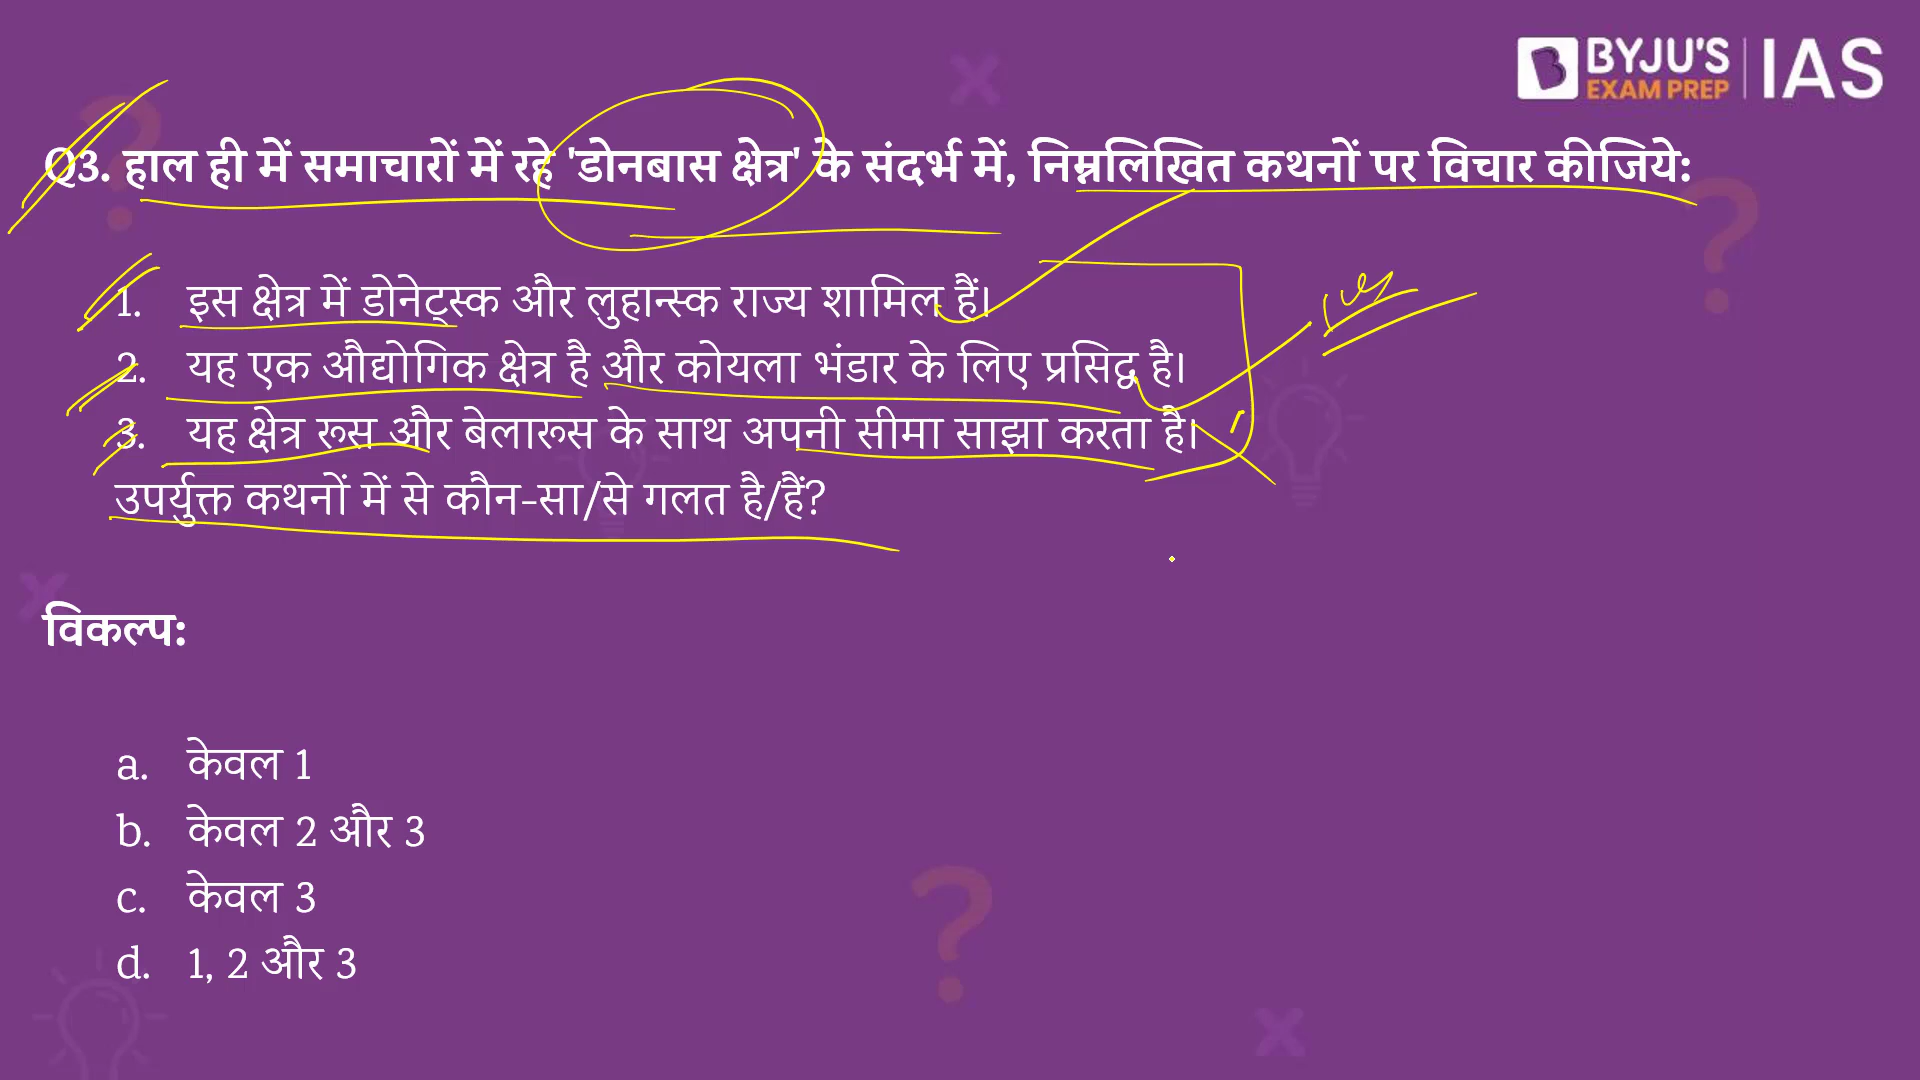 BYJU'S
EXAM PREP
IAS
Q3. हाल ही में समाचारों में रहे 'डोनबास क्षेत्र' के संदर्भ में, निम्नलिखित कथनों पर विचार कीजिये:
1. इस क्षेत्र में डोनेट्स्क और लुहान्स्क राज्य शामिल हैं।
2. यह एक औद्योगिक क्षेत्र है और कोयला भंडार के लिए प्रसिद्ध है।
3. यह क्षेत्र रूस और बेलारूस के साथ अपनी सीमा साझा करता है।
उपर्युक्त कथनों में से कौन-सा/से गलत है/हैं?
विकल्प:
a. केवल 1
b. केवल 2 और 3
c. केवल 3
d. 1, 2 और 3